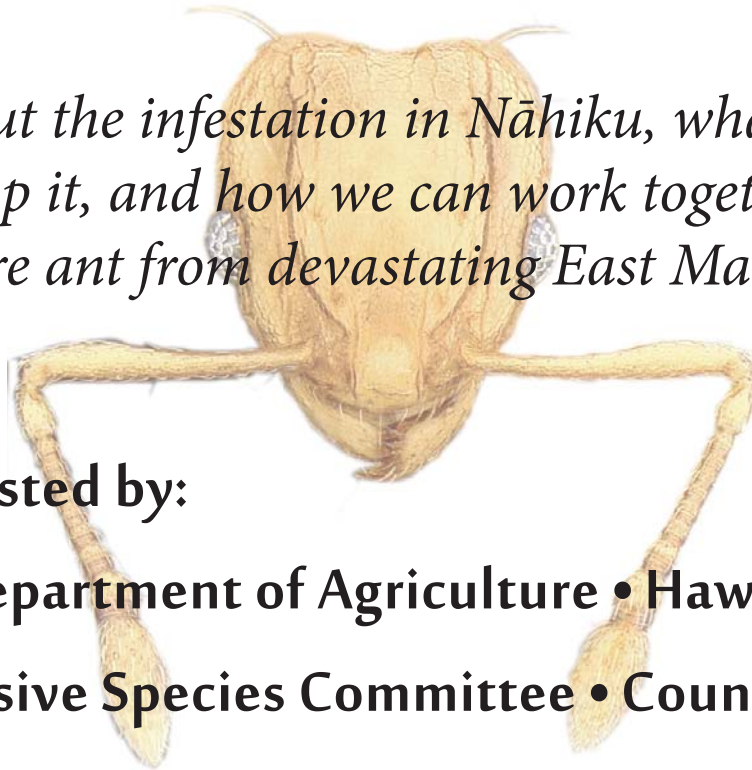 ut the infestation in Nāhiku, wha
p it, and how we can work toget
re ant from devastating East Ma
sted by:
epartment of Agriculture • Haw
sive Species Committee • Coun